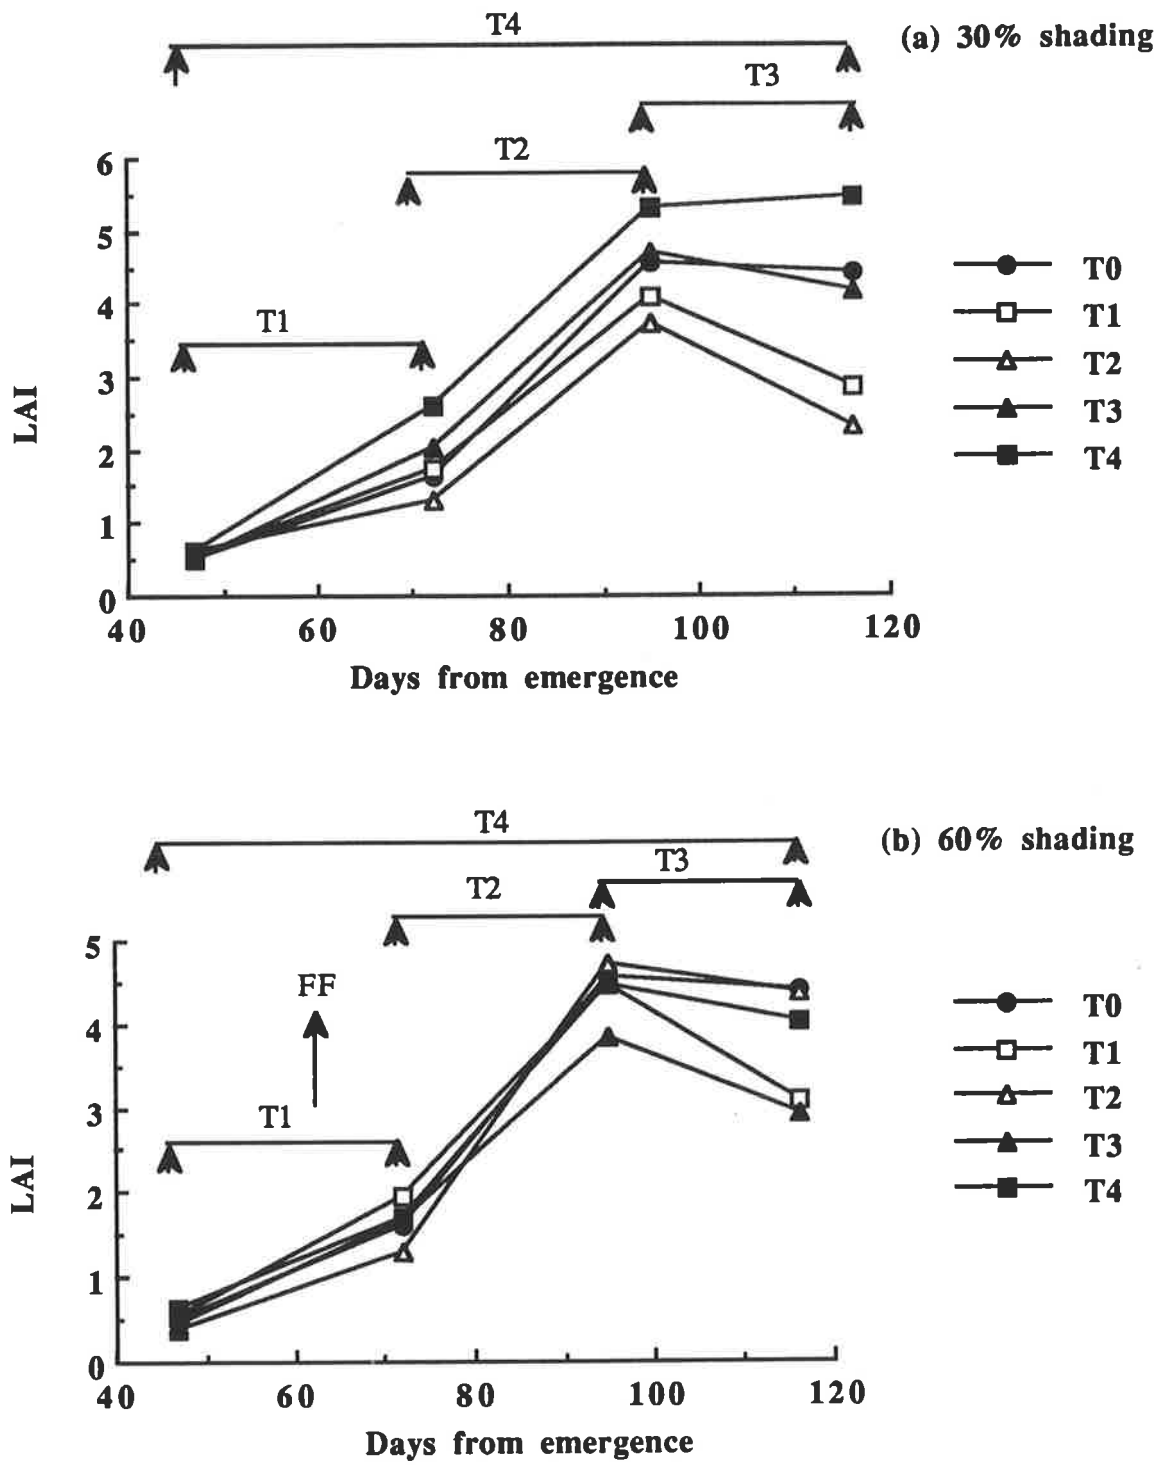 T4
(a) 30% shading
T3
T2
6
5
4
3
2
1
0
T1
LAI
T0
T1
T2
T3
T4
40 60 80 100 120
Days from emergence
T4
(b) 60% shading
T3
T2
5
4
3
2
1
0
FF
T1
LAI
T0
T1
T2
T3
T4
40 60 80 100 120
Days from emergence